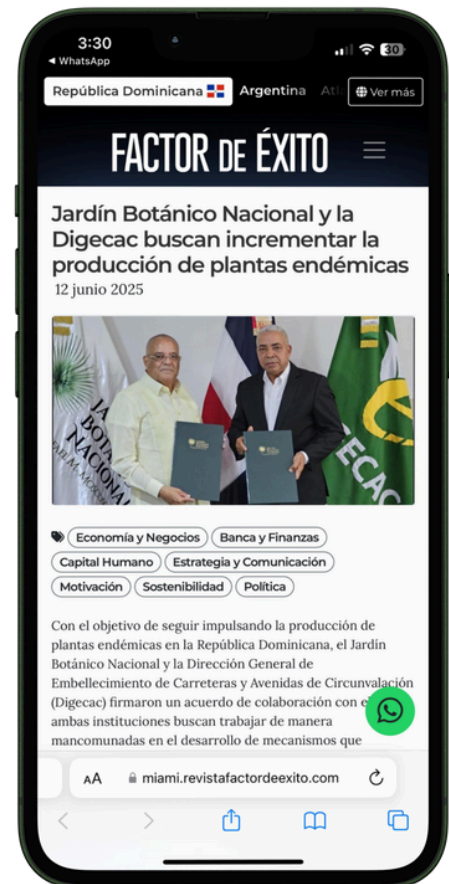 3:30
30
◄ WhatsApp
República Dominicana
Argentina
Ver más
FACTOR DE ÉXITO
Jardín Botánico Nacional y la
Digecac buscan incrementar la
producción de plantas endémicas
12 junio 2025
JARDÍN
BOTÁNICO
NACIONAL
DIGECAC
Economía y Negocios
Banca y Finanzas
Capital Humano
Estrategia y Comunicación
Motivación
Sostenibilidad
Política
Con el objetivo de seguir impulsando la producción de
plantas endémicas en la República Dominicana, el Jardín
Botánico Nacional y la Dirección General de
Embellecimiento de Carreteras y Avenidas de Circunvalación
(Digecac) firmaron un acuerdo de colaboración con e
ambas instituciones buscan trabajar de manera
mancomunadas en el desarrollo de mecanismos que
AA
miami.revistafactordeexito.com